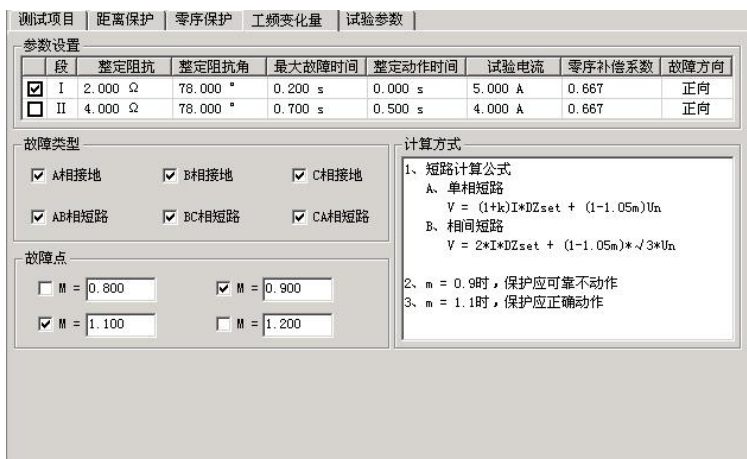 测试项目 距离保护 零序保护 工频变化量 试验参数
参数设置
段 整定阻抗 整定阻抗角 最大故障时间 整定动作时间 试验电流 零序补偿系数 故障方向
I 2.000 Ω 78.000 ° 0.200 s 0.000 s 5.000 A 0.667 正向
II 4.000 Ω 78.000 ° 0.700 s 0.500 s 4.000 A 0.667 正向
故障类型
A相接地 B相接地 C相接地
AB相短路 BC相短路 CA相短路
故障点
M = 0.800 M = 0.900
M = 1.100 M = 1.200
计算方式
1、短路计算公式
A、单相短路
V = (1+k)I*DZset + (1-1.05m)Un
B、相间短路
V = 2*I*DZset + (1-1.05m)*√3*Un
2、m = 0.9时，保护应可靠不动作
3、m = 1.1时，保护应正确动作